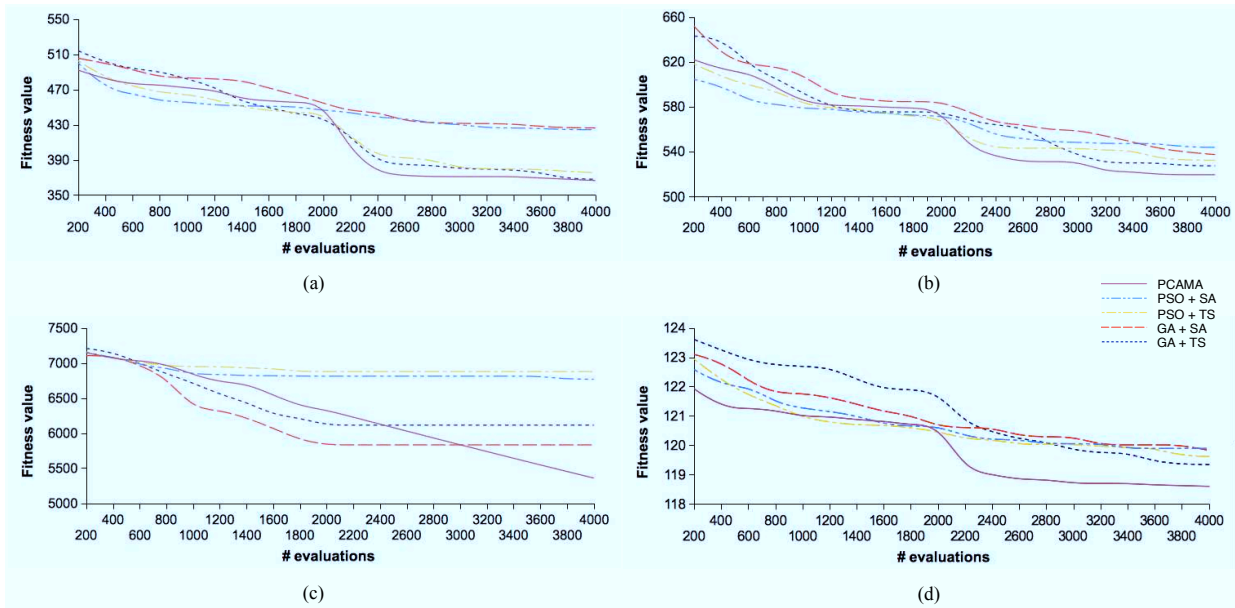 Fitness value
550
510
470
430
390
350
400 800 1200 1600 2000 2400 2800 3200 3600 4000
200 600 1000 1400 1800 2200 2600 3000 3400 3800
# evaluations
(a)
Fitness value
660
620
580
540
500
400 800 1200 1600 2000 2400 2800 3200 3600 4000
200 600 1000 1400 1800 2200 2600 3000 3400 3800
# evaluations
(b)
PCAMA
PSO + SA
PSO + TS
GA + SA
GA + TS
Fitness value
7500
7000
6500
6000
5500
5000
400 800 1200 1600 2000 2400 2800 3200 3600 4000
200 600 1000 1400 1800 2200 2600 3000 3400 3800
# evaluations
(c)
Fitness value
124
123
122
121
120
119
118
400 800 1200 1600 2000 2400 2800 3200 3600 4000
200 600 1000 1400 1800 2200 2600 3000 3400 3800
# evaluations
(d)